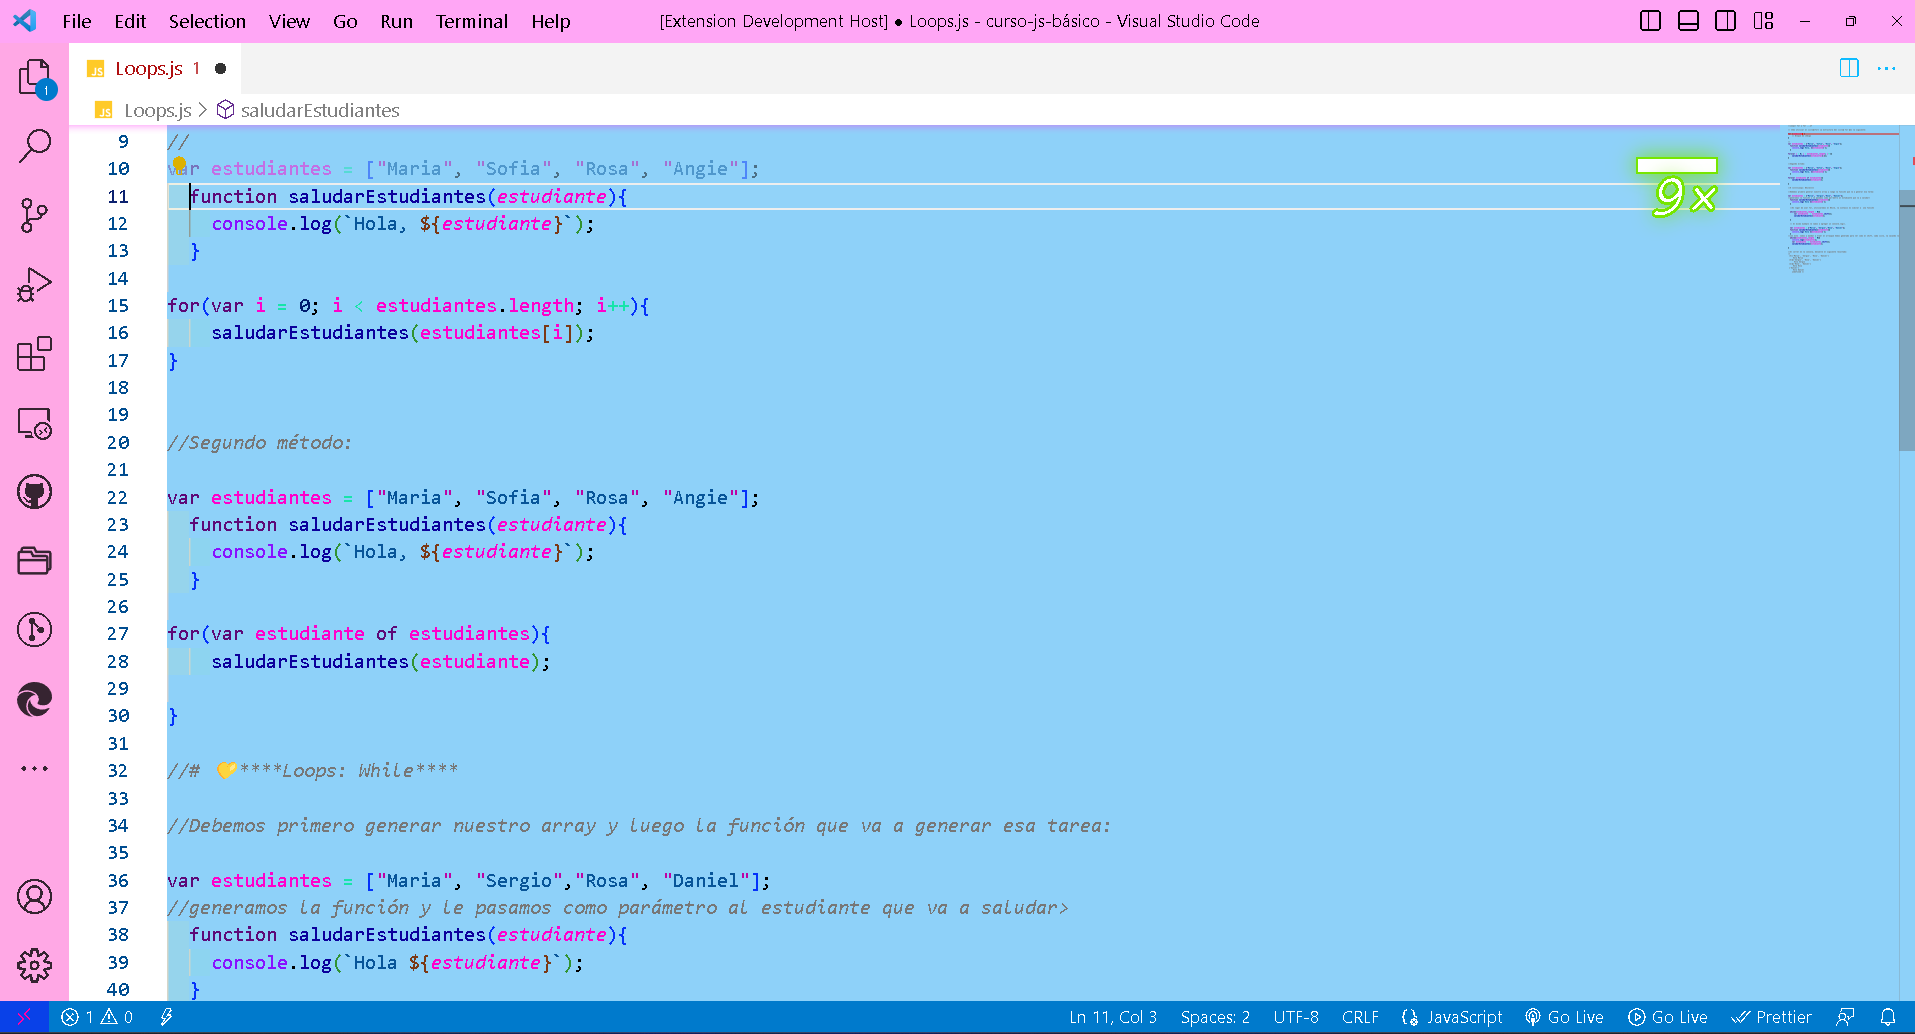 File Edit Selection View Go Run Terminal Help [Extension Development Host] ● Loops.js - curso-js-básico - Visual Studio Code
JS Loops.js 1 ●
1
JS Loops.js > saludarEstudiantes
9 //
10 var estudiantes = ["Maria", "Sofia", "Rosa", "Angie"];
11 function saludarEstudiantes(estudiante){
12 console.log(`Hola, ${estudiante}`);
13 }
14
15 for(var i = 0; i < estudiantes.length; i++){
16 saludarEstudiantes(estudiantes[i]);
17 }
18
19
20 //Segundo método:
21
22 var estudiantes = ["Maria", "Sofia", "Rosa", "Angie"];
23 function saludarEstudiantes(estudiante){
24 console.log(`Hola, ${estudiante}`);
25 }
26
27 for(var estudiante of estudiantes){
28 saludarEstudiantes(estudiante);
29
30 }
31
32 //# 💛****Loops: While****
33
34 //Debemos primero generar nuestro array y luego la función que va a generar esa tarea:
35
36 var estudiantes = ["Maria", "Sergio","Rosa", "Daniel"];
37 //generamos la función y le pasamos como parámetro al estudiante que va a saludar>
38 function saludarEstudiantes(estudiante){
39 console.log(`Hola ${estudiante}`);
40 }
9×
1 0 Ln 11, Col 3 Spaces: 2 UTF-8 CRLF JavaScript Go Live Go Live Prettier